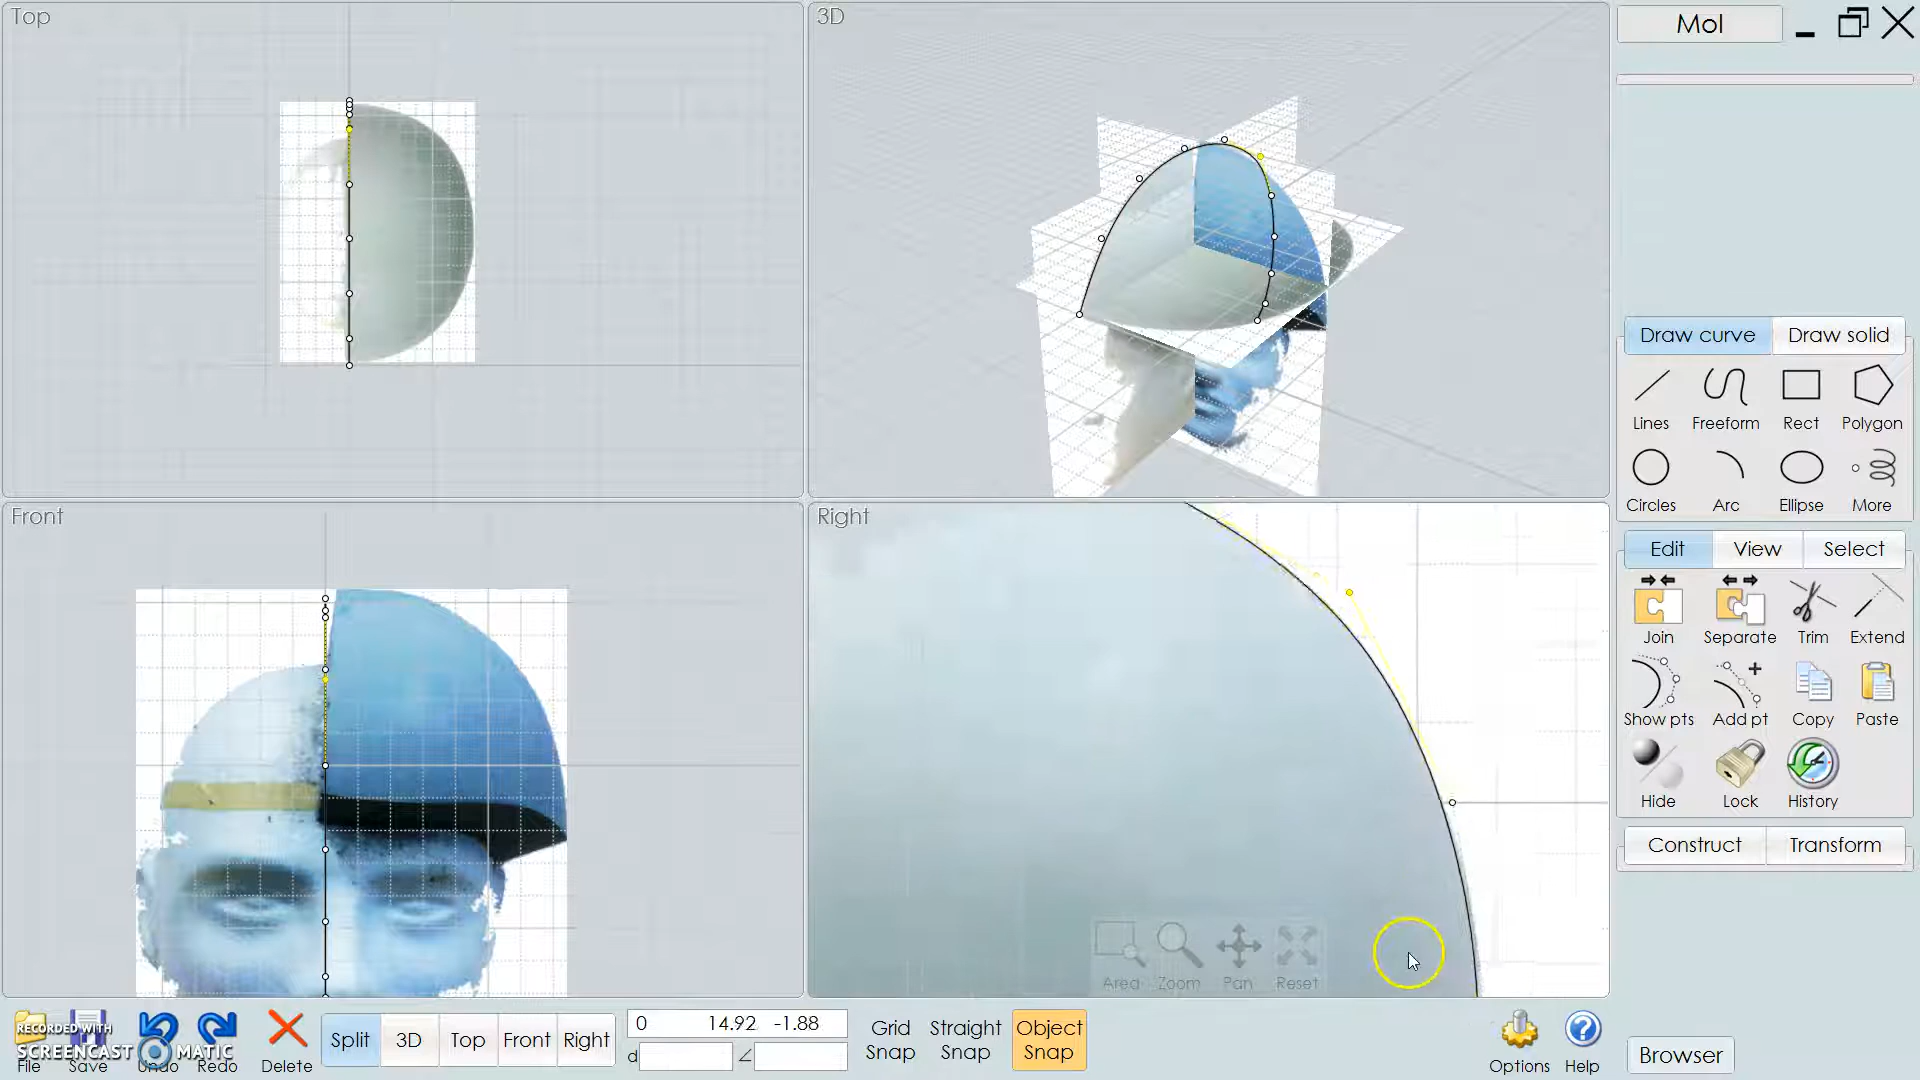 Top
3D
MoI
Draw curve Draw solid
Lines Freeform Rect Polygon
Circles Arc Ellipse More
Front
Right
Edit View Select
Join Separate Trim Extend
Show pts Add pt Copy Paste
Hide Lock History
Construct Transform
Area Zoom Pan Reset
RECORDED WITH
SCREENCAST MATIC
File Save Undo Redo Delete
Split 3D Top Front Right
0 14.92 -1.88
d ∠
Grid Snap
Straight Snap
Object Snap
Options Help
Browser